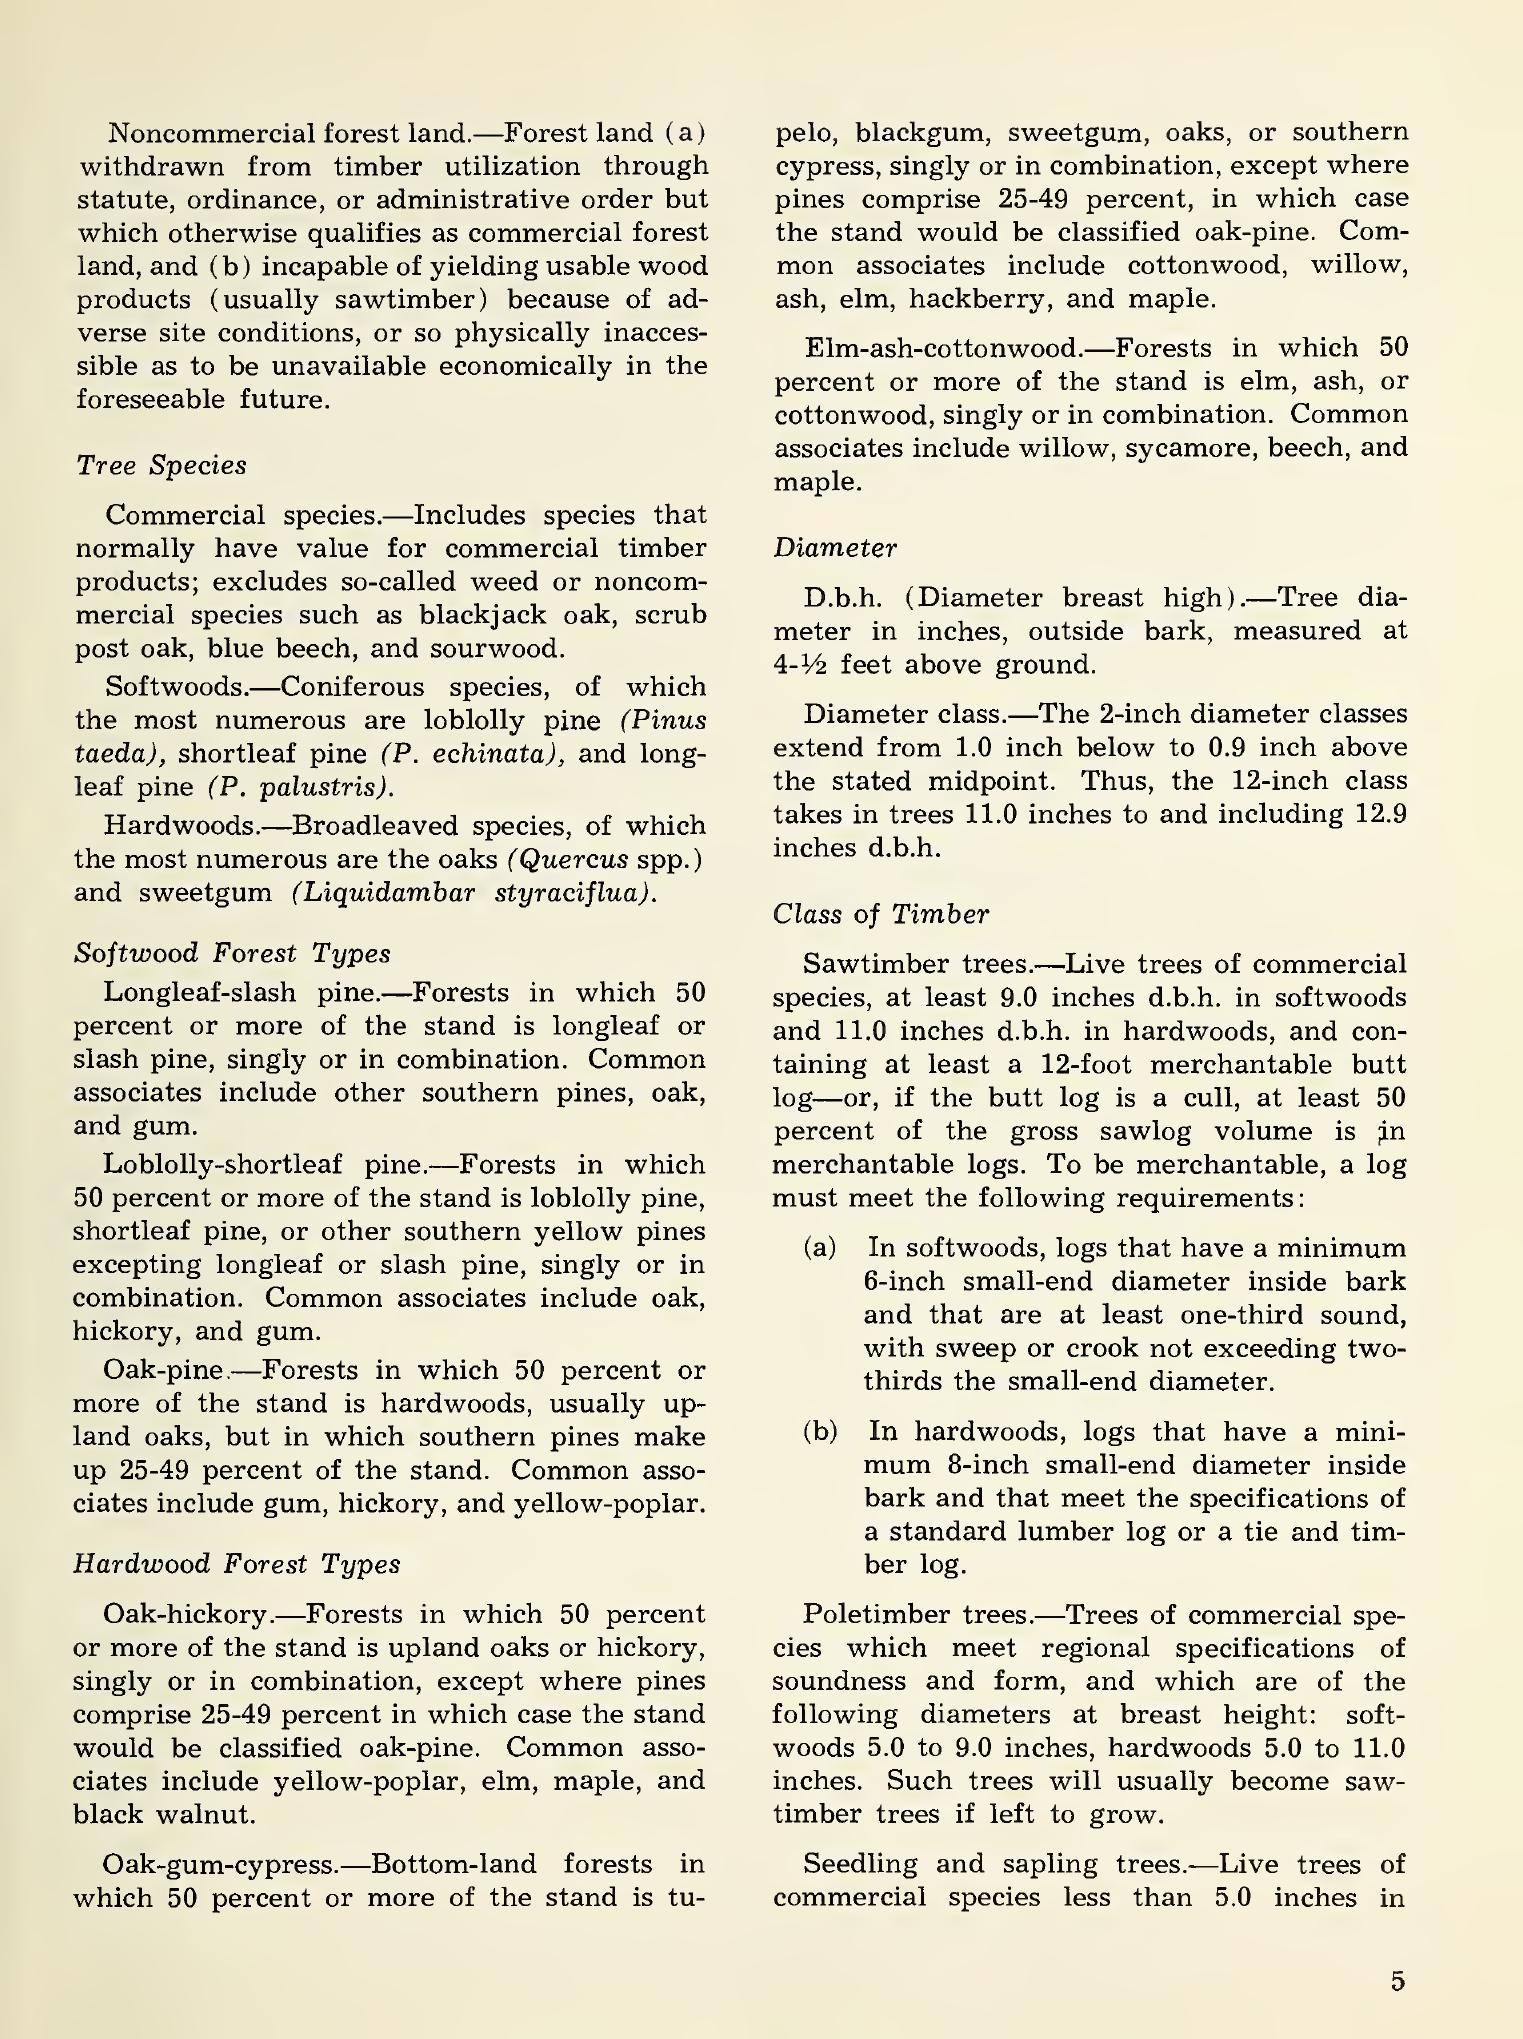 Noncommercial forest land.—Forest land (a)
withdrawn from timber utilization through
statute, ordinance, or administrative order but
which otherwise qualifies as commercial forest
land, and (b) incapable of yielding usable wood
products (usually sawtimber) because of ad-
verse site conditions, or so physically inacces-
sible as to be unavailable economically in the
foreseeable future.
Tree Species
Commercial species.—Includes species that
normally have value for commercial timber
products; excludes so-called weed or noncom-
mercial species such as blackjack oak, scrub
post oak, blue beech, and sourwood.
Softwoods.—Coniferous species, of which
the most numerous are loblolly pine (Pinus
taeda), shortleaf pine (P. echinata), and long-
leaf pine (P. palustris).
Hardwoods.—Broadleaved species, of which
the most numerous are the oaks (Quercus spp.)
and sweetgum (Liquidambar styraciflua).
Softwood Forest Types
Longleaf-slash pine.—Forests in which 50
percent or more of the stand is longleaf or
slash pine, singly or in combination. Common
associates include other southern pines, oak,
and gum.
Loblolly-shortleaf pine.—Forests in which
50 percent or more of the stand is loblolly pine,
shortleaf pine, or other southern yellow pines
excepting longleaf or slash pine, singly or in
combination. Common associates include oak,
hickory, and gum.
Oak-pine.—Forests in which 50 percent or
more of the stand is hardwoods, usually up-
land oaks, but in which southern pines make
up 25-49 percent of the stand. Common asso-
ciates include gum, hickory, and yellow-poplar.
Hardwood Forest Types
Oak-hickory.—Forests in which 50 percent
or more of the stand is upland oaks or hickory,
singly or in combination, except where pines
comprise 25-49 percent in which case the stand
would be classified oak-pine. Common asso-
ciates include yellow-poplar, elm, maple, and
black walnut.
Oak-gum-cypress.—Bottom-land forests in
which 50 percent or more of the stand is tu-
pelo, blackgum, sweetgum, oaks, or southern
cypress, singly or in combination, except where
pines comprise 25-49 percent, in which case
the stand would be classified oak-pine. Com-
mon associates include cottonwood, willow,
ash, elm, hackberry, and maple.
Elm-ash-cottonwood.—Forests in which 50
percent or more of the stand is elm, ash, or
cottonwood, singly or in combination. Common
associates include willow, sycamore, beech, and
maple.
Diameter
D.b.h. (Diameter breast high).—Tree dia-
meter in inches, outside bark, measured at
4-½ feet above ground.
Diameter class.—The 2-inch diameter classes
extend from 1.0 inch below to 0.9 inch above
the stated midpoint. Thus, the 12-inch class
takes in trees 11.0 inches to and including 12.9
inches d.b.h.
Class of Timber
Sawtimber trees.—Live trees of commercial
species, at least 9.0 inches d.b.h. in softwoods
and 11.0 inches d.b.h. in hardwoods, and con-
taining at least a 12-foot merchantable butt
log—or, if the butt log is a cull, at least 50
percent of the gross sawlog volume is in
merchantable logs. To be merchantable, a log
must meet the following requirements:
(a) In softwoods, logs that have a minimum
6-inch small-end diameter inside bark
and that are at least one-third sound,
with sweep or crook not exceeding two-
thirds the small-end diameter.
(b) In hardwoods, logs that have a mini-
mum 8-inch small-end diameter inside
bark and that meet the specifications of
a standard lumber log or a tie and tim-
ber log.
Poletimber trees.—Trees of commercial spe-
cies which meet regional specifications of
soundness and form, and which are of the
following diameters at breast height: soft-
woods 5.0 to 9.0 inches, hardwoods 5.0 to 11.0
inches. Such trees will usually become saw-
timber trees if left to grow.
Seedling and sapling trees.—Live trees of
commercial species less than 5.0 inches in
5